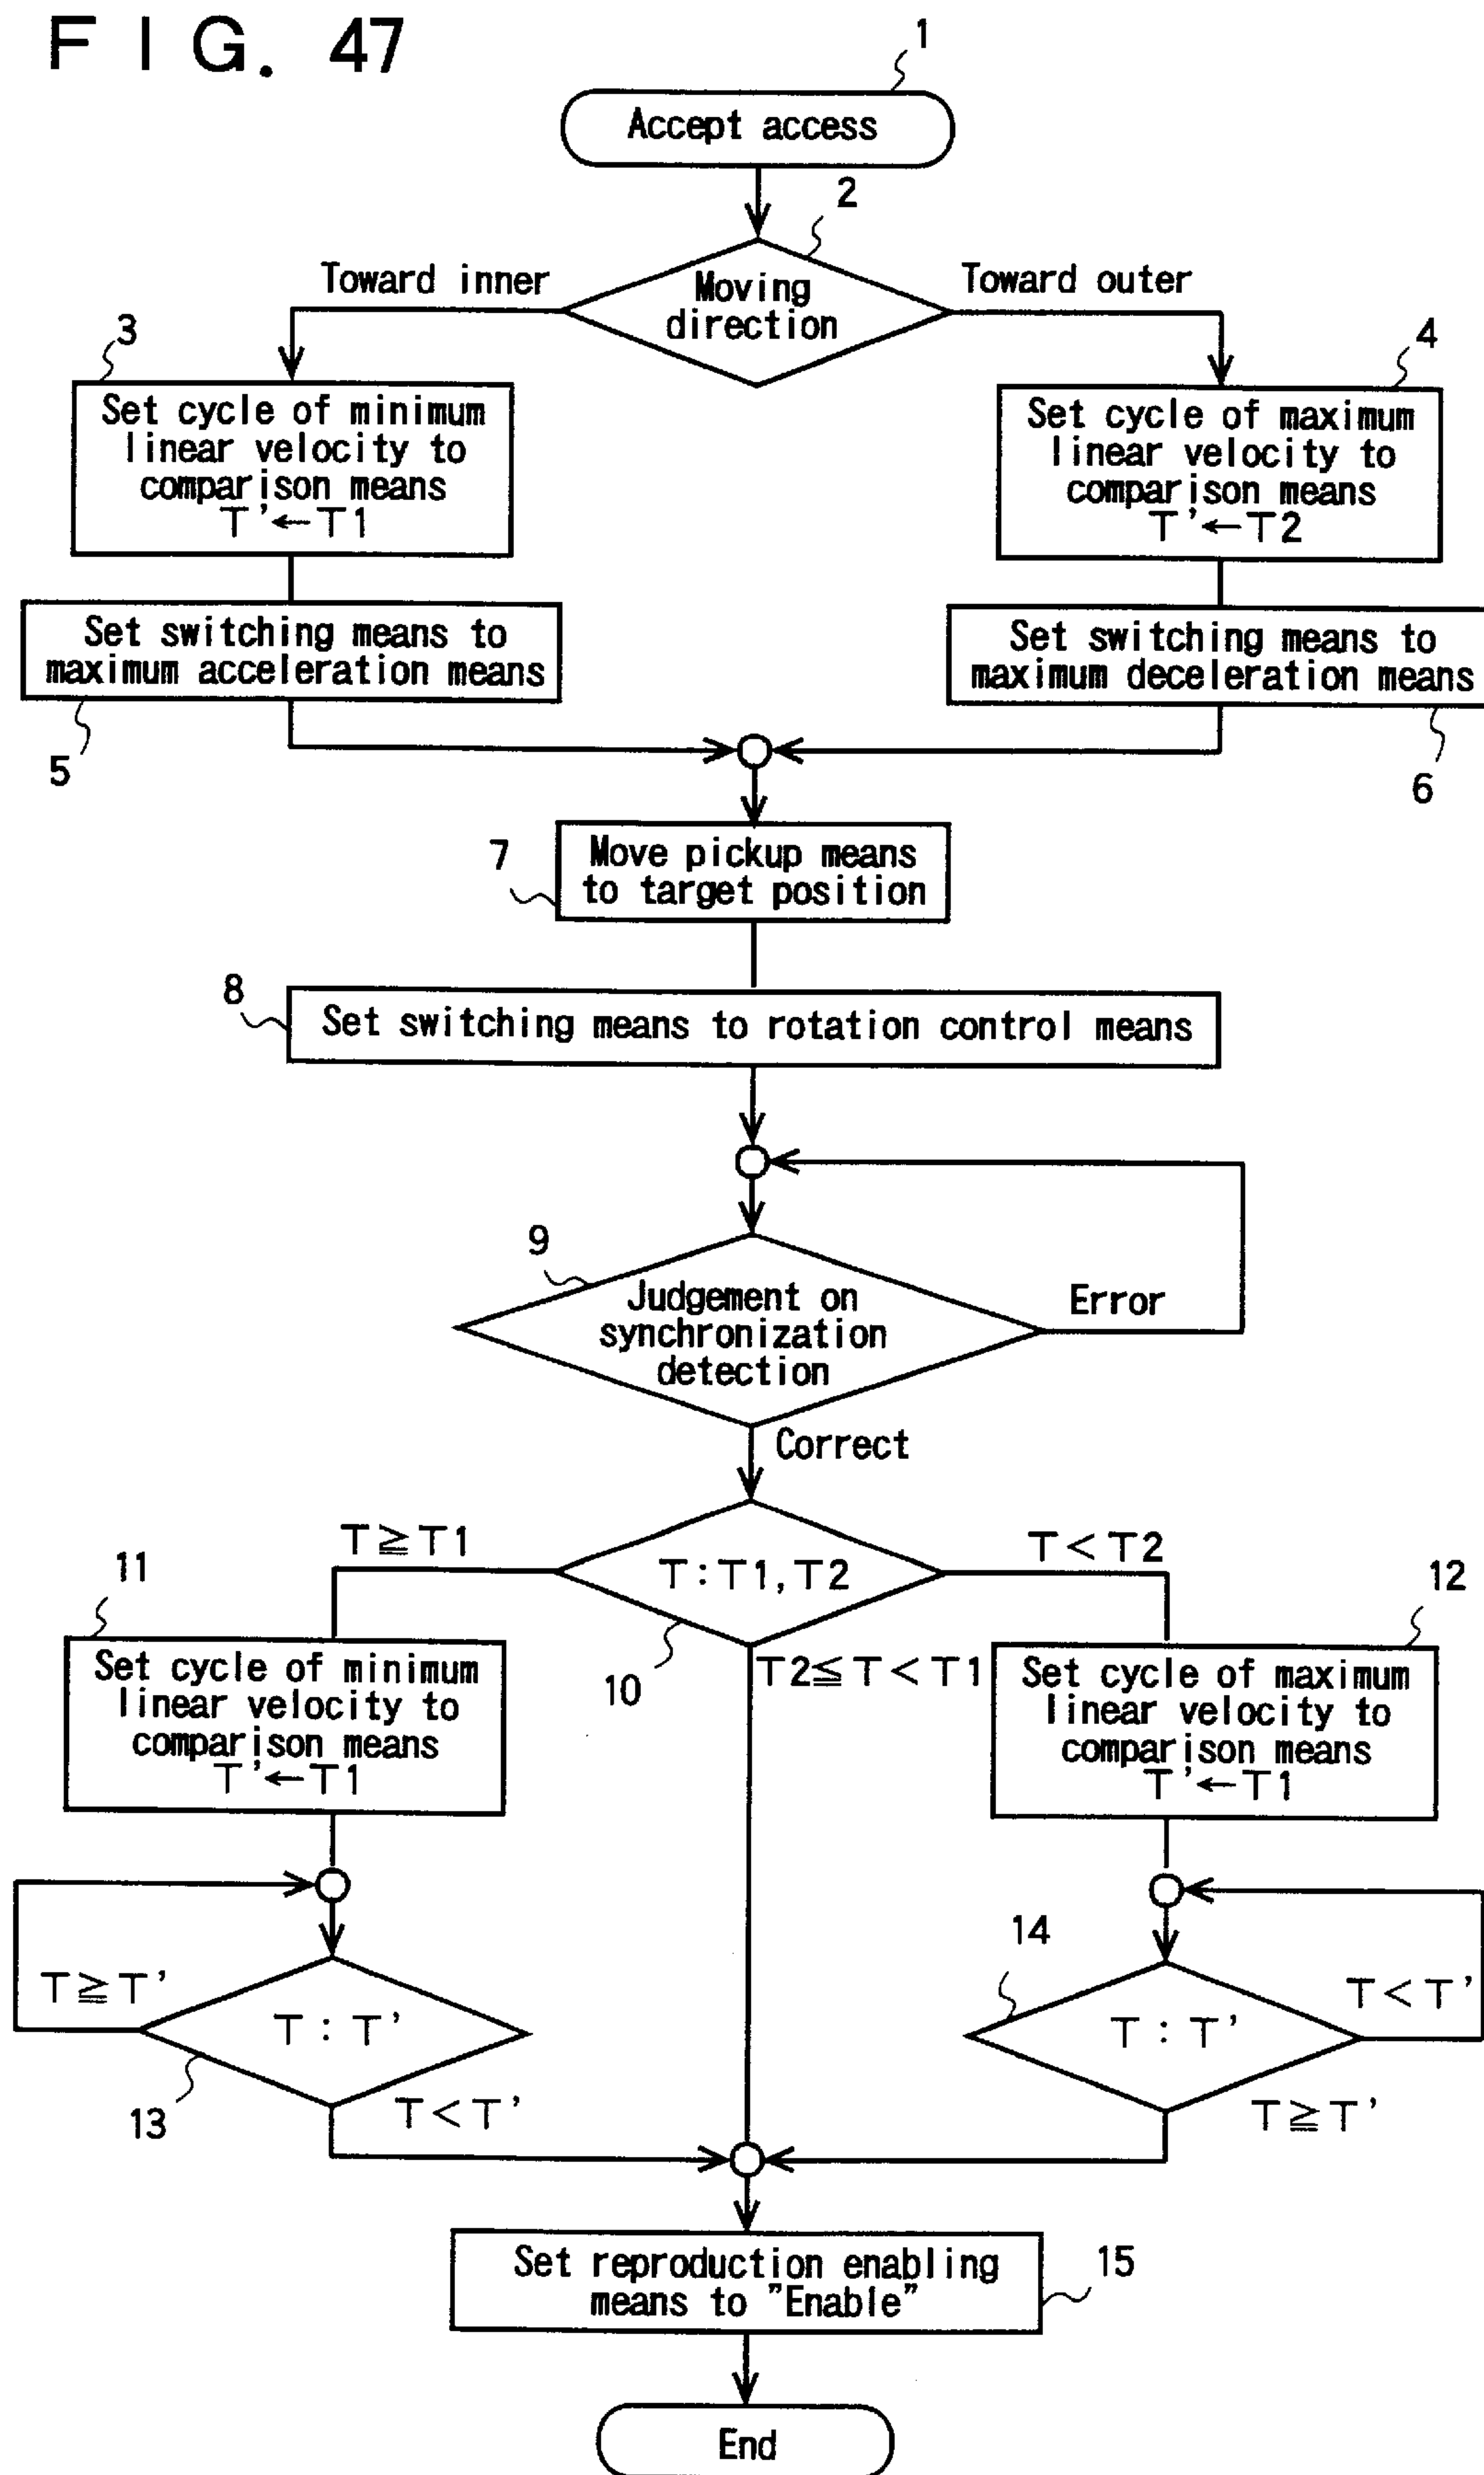 FIG. 47
1
Accept access
2
Toward inner
Moving
direction
Toward outer
3
Set cycle of minimum
linear velocity to
comparison means
T'←T1
4
Set cycle of maximum
linear velocity to
comparison means
T'←T2
Set switching means to
maximum acceleration means
5
Set switching means to
maximum deceleration means
6
7
Move pickup means
to target position
8
Set switching means to rotation control means
9
Judgement on
synchronization
detection
Error
Correct
T≧T1
T:T1,T2
T<T2
10
T2≦T<T1
11
Set cycle of minimum
linear velocity to
comparison means
T'←T1
12
Set cycle of maximum
linear velocity to
comparison means
T'←T1
T≧T'
T : T'
13
T<T'
14
T : T'
T<T'
T≧T'
Set reproduction enabling
means to "Enable"
15
End